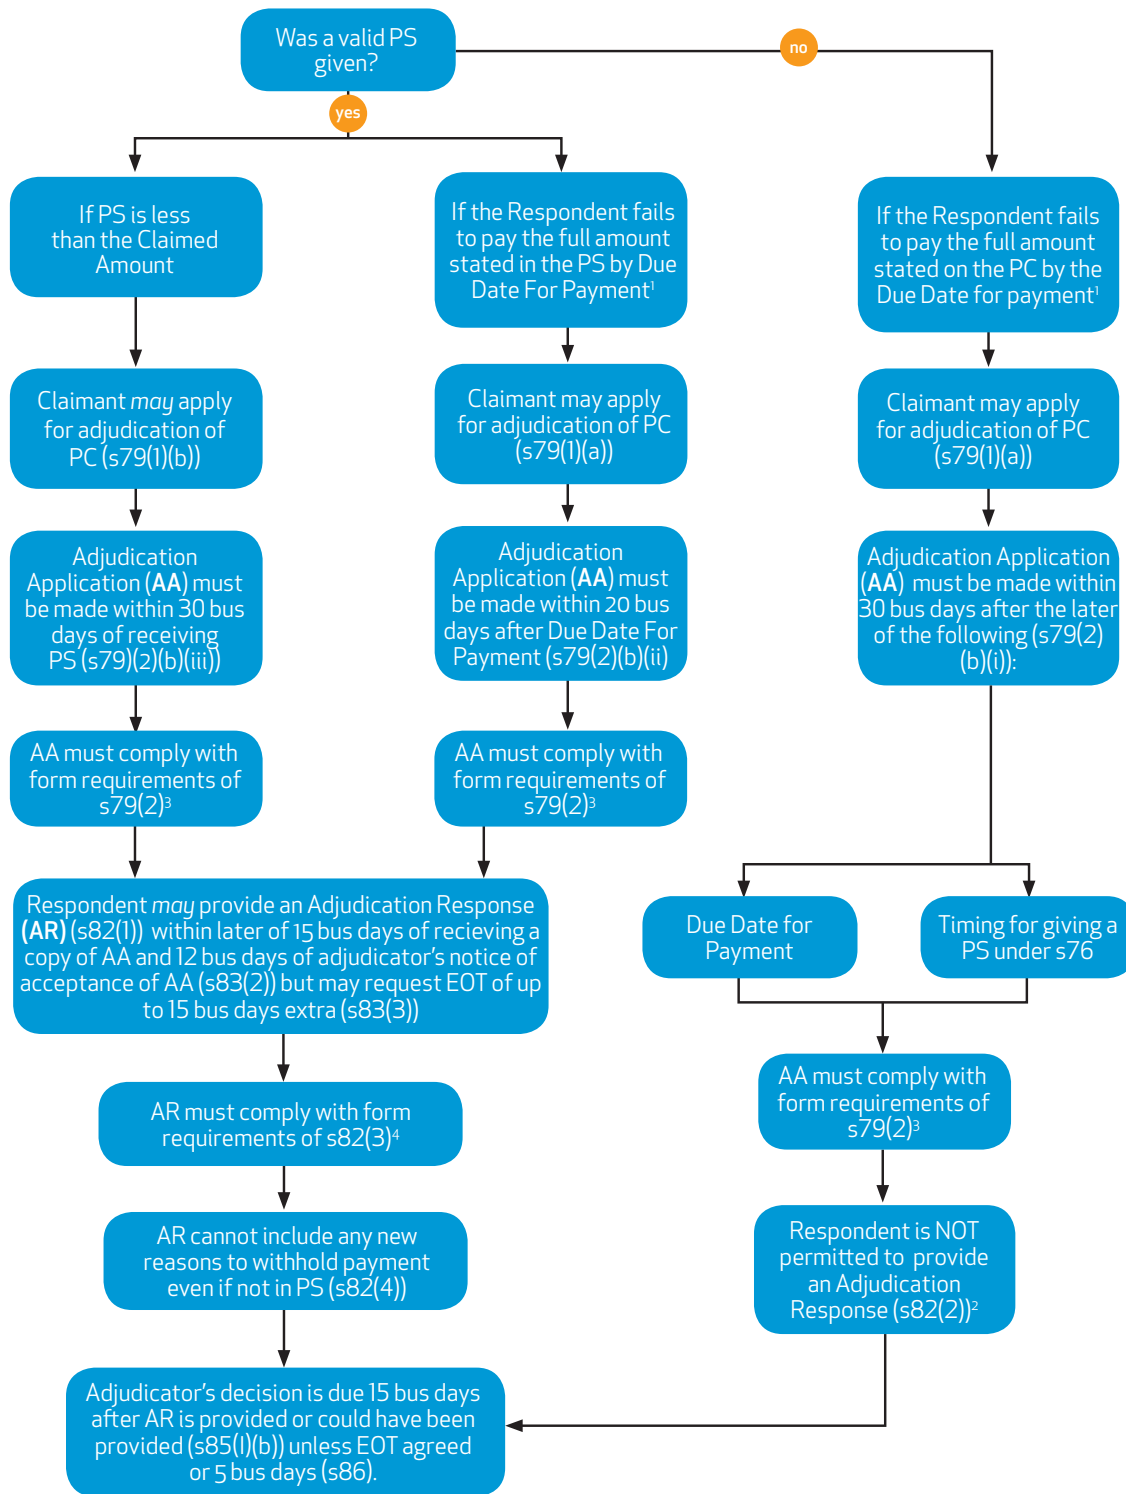 Was a valid PS
given?
no
yes
If PS is less
than the Claimed
Amount
If the Respondent fails
to pay the full amount
stated in the PS by Due
Date For Payment¹
If the Respondent fails
to pay the full amount
stated on the PC by the
Due Date for payment¹
Claimant may apply
for adjudication of
PC (s79(1)(b))
Claimant may apply
for adjudication of PC
(s79(1)(a))
Claimant may apply
for adjudication of PC
(s79(1)(a))
Adjudication
Application (AA) must
be made within 30 bus
days of receiving
PS (s79)(2)(b)(iii))
Adjudication
Application (AA) must
be made within 20 bus
days after Due Date For
Payment (s79(2)(b)(ii)
Adjudication Application
(AA) must be made within
30 bus days after the later
of the following (s79(2)
(b)(i)):
AA must comply with
form requirements of
s79(2)³
AA must comply with
form requirements of
s79(2)³
Respondent may provide an Adjudication Response
(AR) (s82(1)) within later of 15 bus days of recieving a
copy of AA and 12 bus days of adjudicator's notice of
acceptance of AA (s83(2)) but may request EOT of up
to 15 bus days extra (s83(3))
Due Date for
Payment
Timing for giving a
PS under s76
AR must comply with form
requirements of s82(3)⁴
AA must comply with
form requirements of
s79(2)³
AR cannot include any new
reasons to withhold payment
even if not in PS (s82(4))
Respondent is NOT
permitted to provide
an Adjudication
Response (s82(2))²
Adjudicator's decision is due 15 bus days
after AR is provided or could have been
provided (s85(I)(b)) unless EOT agreed
or 5 bus days (s86).